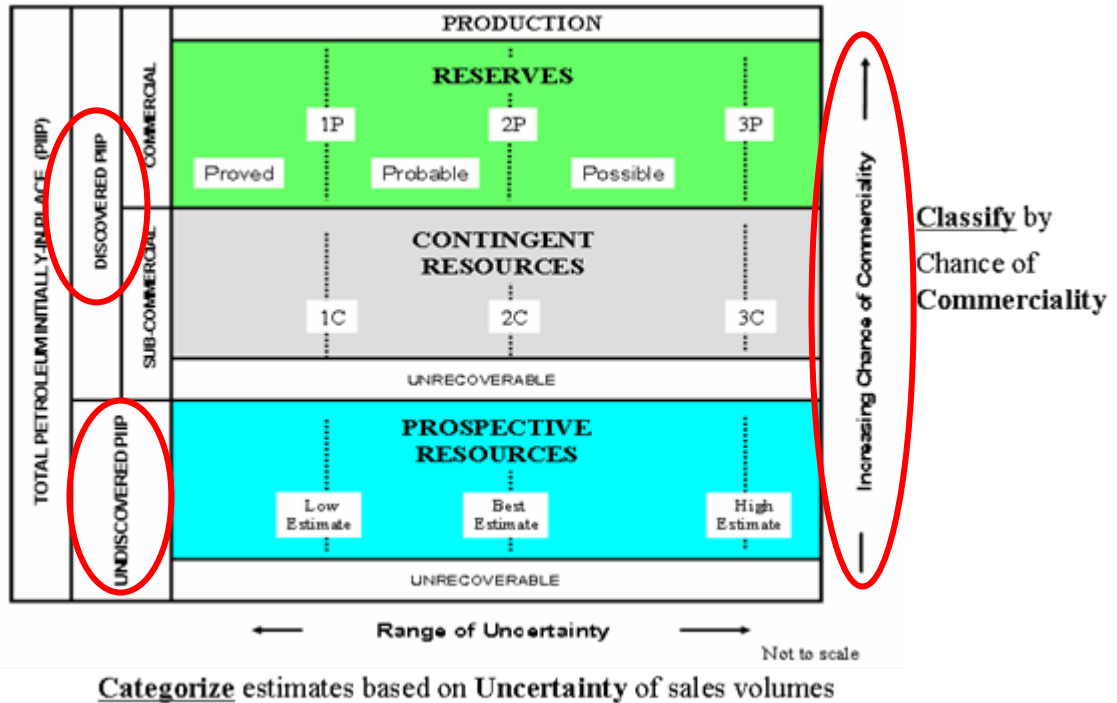 TOTAL PETROLEUM INITIALLY-IN-PLACE (PIIP)
DISCOVERED PIIP
UNDISCOVERED PIIP
COMMERCIAL
SUB-COMMERCIAL
PRODUCTION
RESERVES
1P
2P
3P
Proved
Probable
Possible
CONTINGENT
RESOURCES
1C
2C
3C
UNRECOVERABLE
PROSPECTIVE
RESOURCES
Low
Estimate
Best
Estimate
High
Estimate
UNRECOVERABLE
Increasing Chance of Commerciality
Classify by
Chance of
Commerciality
Range of Uncertainty
Not to scale
Categorize estimates based on Uncertainty of sales volumes